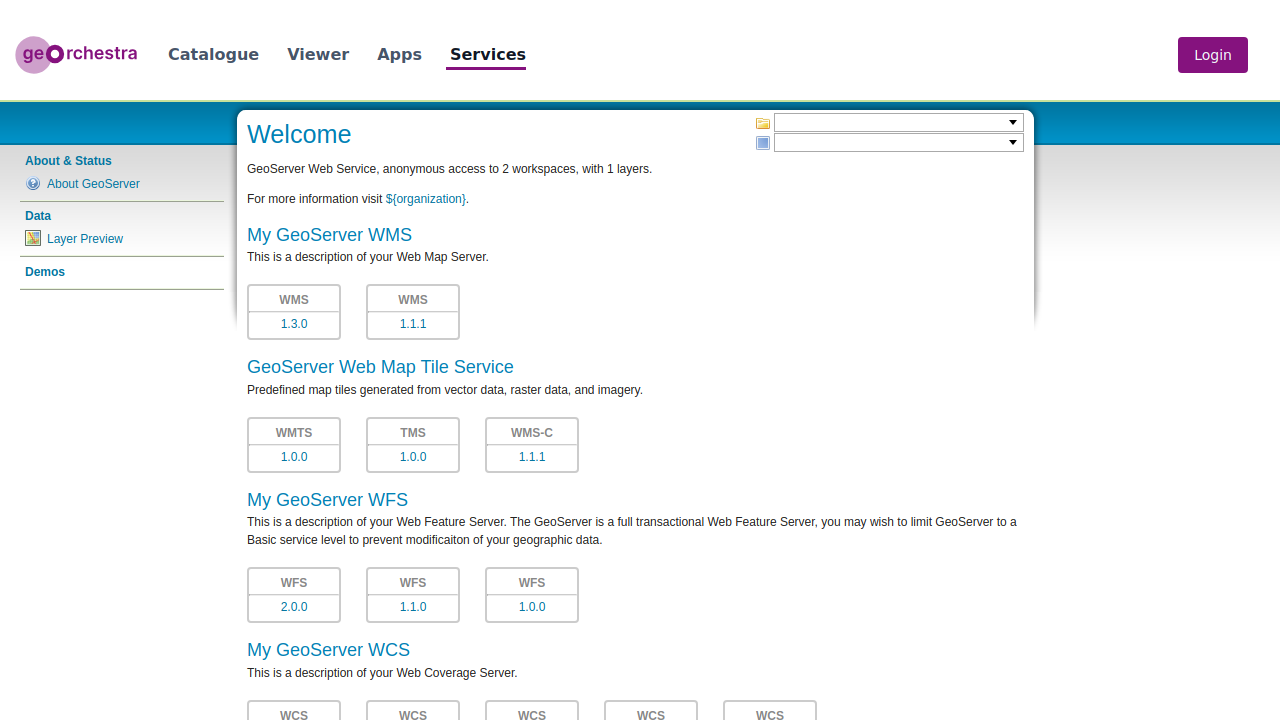 geOrchestra Catalogue Viewer Apps Services Login
Welcome
About & Status
About GeoServer
Data
Layer Preview
Demos
GeoServer Web Service, anonymous access to 2 workspaces, with 1 layers.
For more information visit ${organization}.
My GeoServer WMS
This is a description of your Web Map Server.
WMS WMS
1.3.0 1.1.1
GeoServer Web Map Tile Service
Predefined map tiles generated from vector data, raster data, and imagery.
WMTS TMS WMS-C
1.0.0 1.0.0 1.1.1
My GeoServer WFS
This is a description of your Web Feature Server. The GeoServer is a full transactional Web Feature Server, you may wish to limit GeoServer to a
Basic service level to prevent modificaiton of your geographic data.
WFS WFS WFS
2.0.0 1.1.0 1.0.0
My GeoServer WCS
This is a description of your Web Coverage Server.
WCS WCS WCS WCS WCS